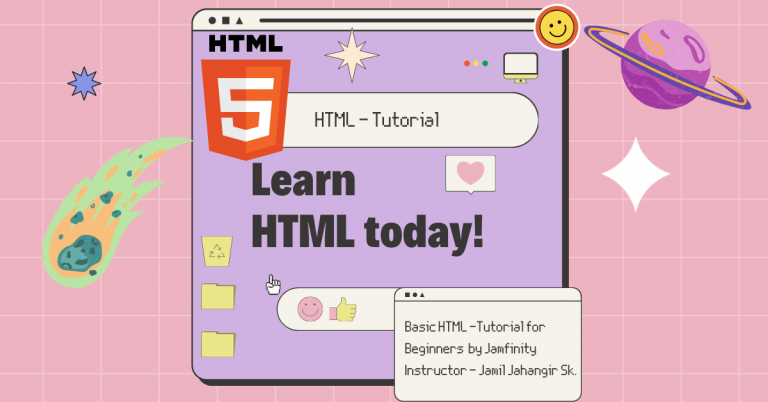 HTML
5
HTML - Tutorial
Learn
HTML today!
Basic HTML -Tutorial for
Beginners by Jamfinity
Instructor - Jamil Jahangir Sk.